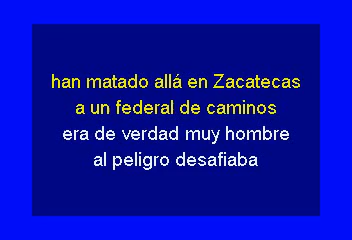 han matado allá en Zacatecas
a un federal de caminos
era de verdad muy hombre
al peligro desafiaba